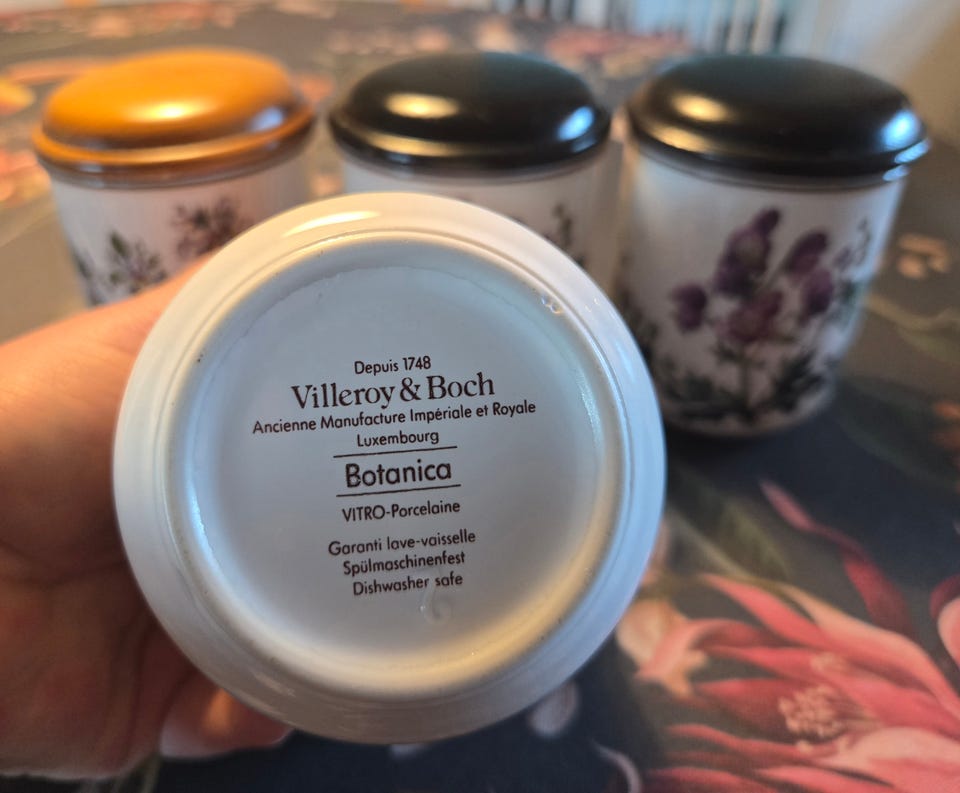 Depuis 1748
Villeroy & Boch
Ancienne Manufacture Impériale et Royale
Luxembourg
Botanica
VITRO-Porcelaine
Garanti lave-vaisselle
Spülmaschinenfest
Dishwasher safe